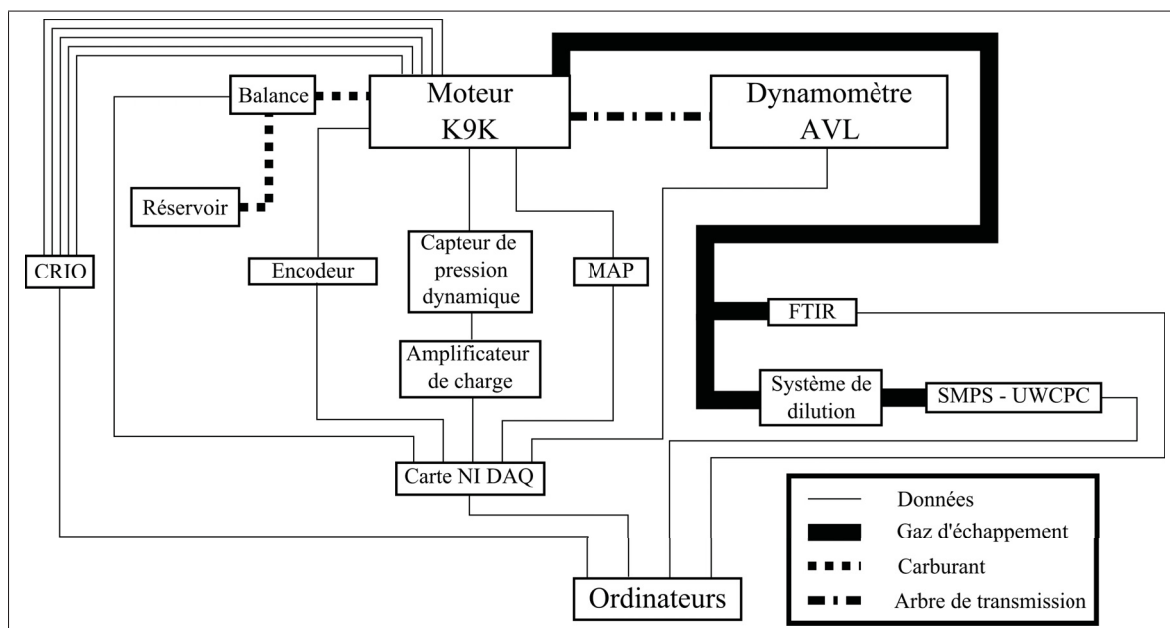 Moteur
K9K
Dynamomètre
AVL
Balance
Réservoir
CRIO
Encodeur
Capteur de
pression
dynamique
MAP
FTIR
Amplificateur
de charge
Système de
dilution
SMPS - UWCPC
Carte NI DAQ
Ordinateurs
Données
Gaz d'échappement
Carburant
Arbre de transmission